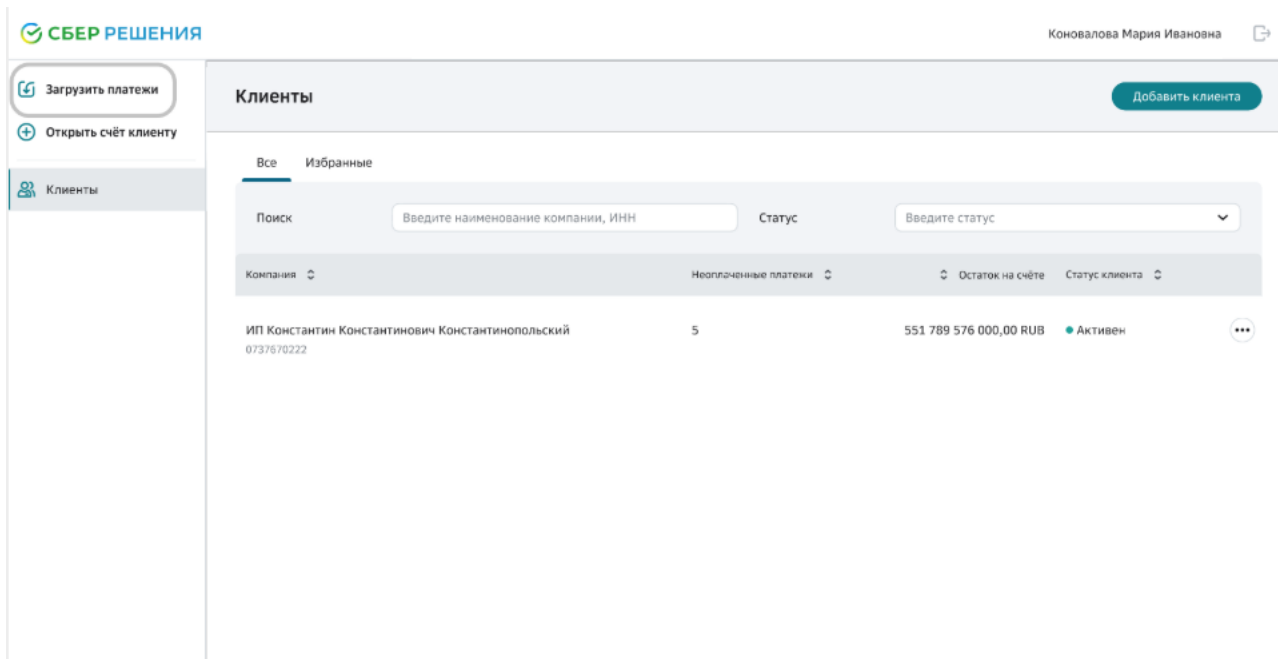 СБЕР РЕШЕНИЯ
Коновалова Мария Ивановна
Загрузить платежи
Открыть счёт клиенту
Клиенты
Клиенты
Добавить клиента
Все Избранные
Поиск Введите наименование компании, ИНН Статус Введите статус
Компания Неоплаченные платежи Остаток на счёте Статус клиента
ИП Константин Константинович Константинопольский 5 551 789 576 000,00 RUB Активен
0737670222